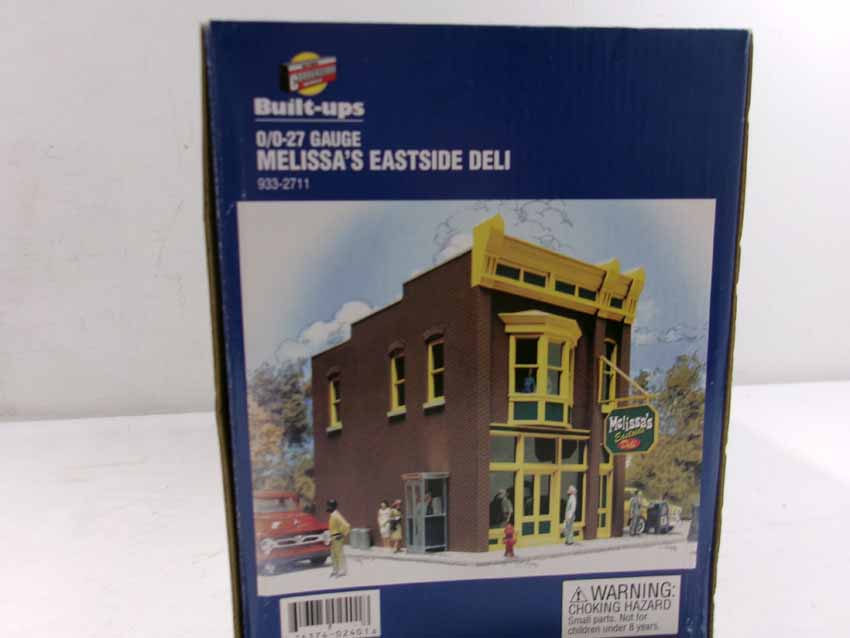 Built-ups
O/O-27 GAUGE
MELISSA'S EASTSIDE DELI
933-2711
Melissa's
Eastside
Deli
WARNING:
CHOKING HAZARD
Small parts. Not for
children under 8 years.